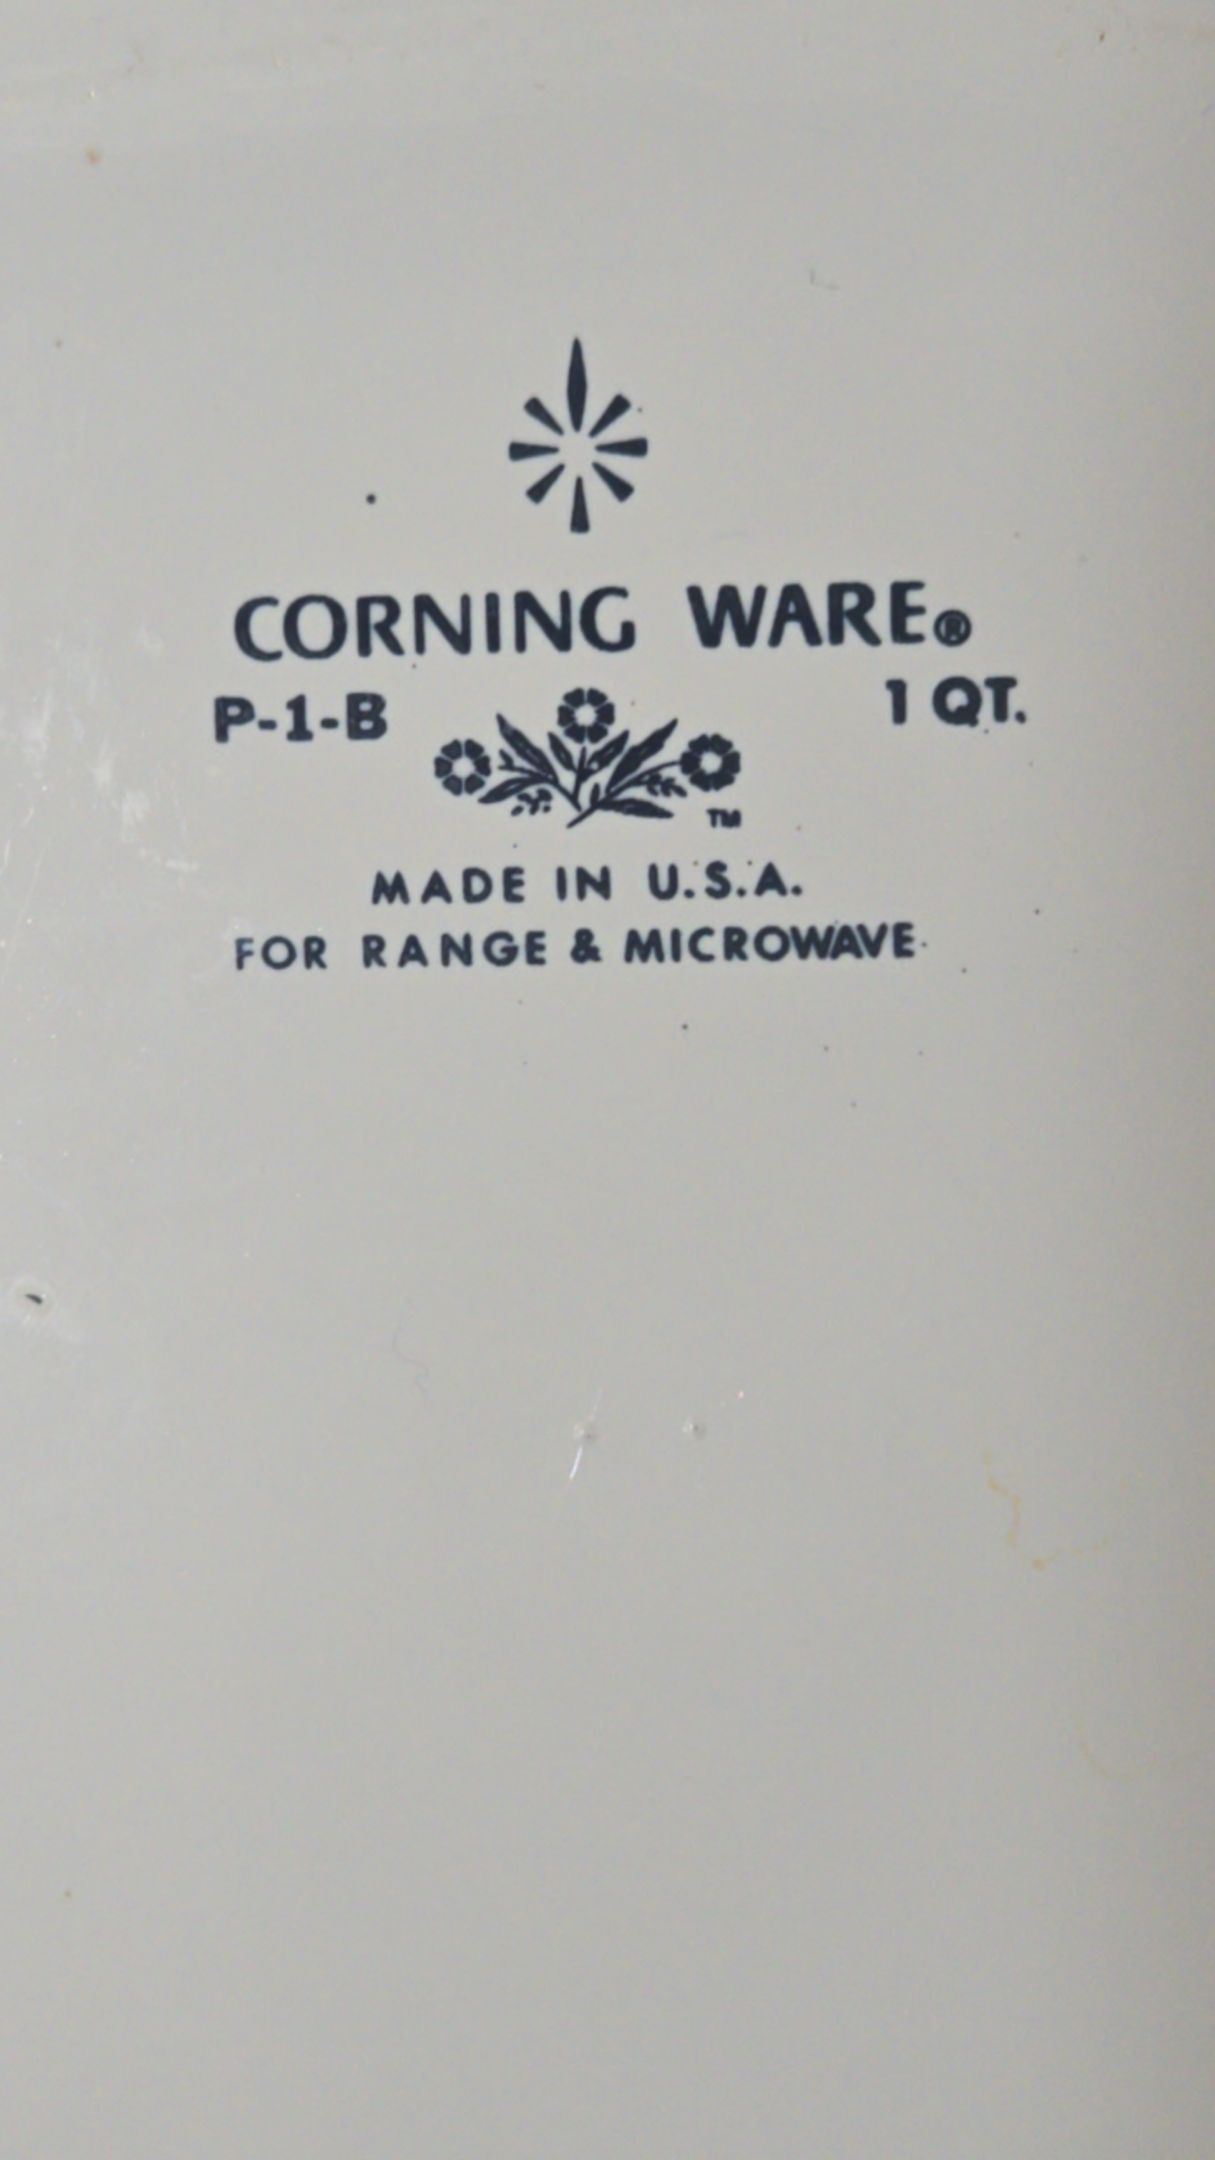 CORNING WARE®
P-1-B 1 QT.
TM
MADE IN U.S.A.
FOR RANGE & MICROWAVE